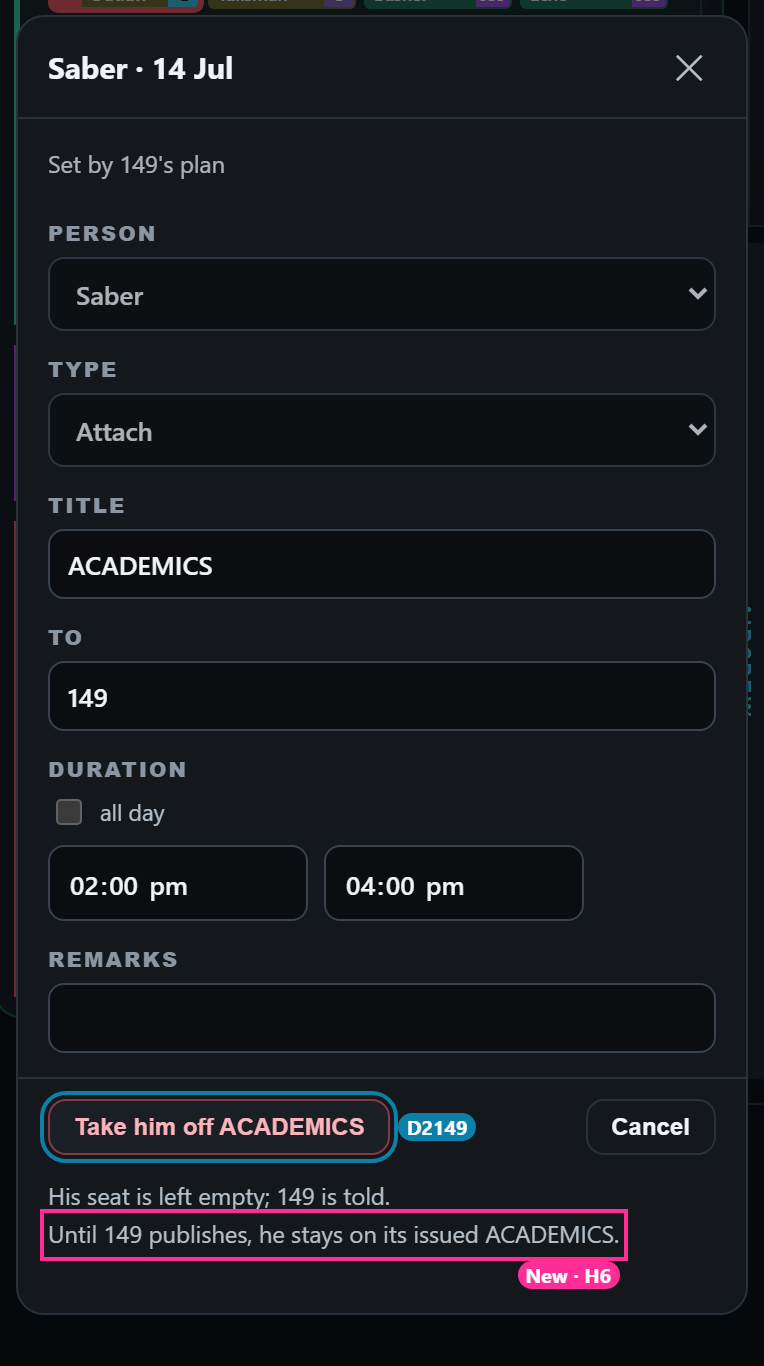 Saber · 14 Jul
Set by 149's plan
PERSON
Saber
TYPE
Attach
TITLE
ACADEMICS
TO
149
DURATION
all day
02:00 pm
04:00 pm
REMARKS
Take him off ACADEMICS
D2149
Cancel
His seat is left empty; 149 is told.
Until 149 publishes, he stays on its issued ACADEMICS.
New · H6